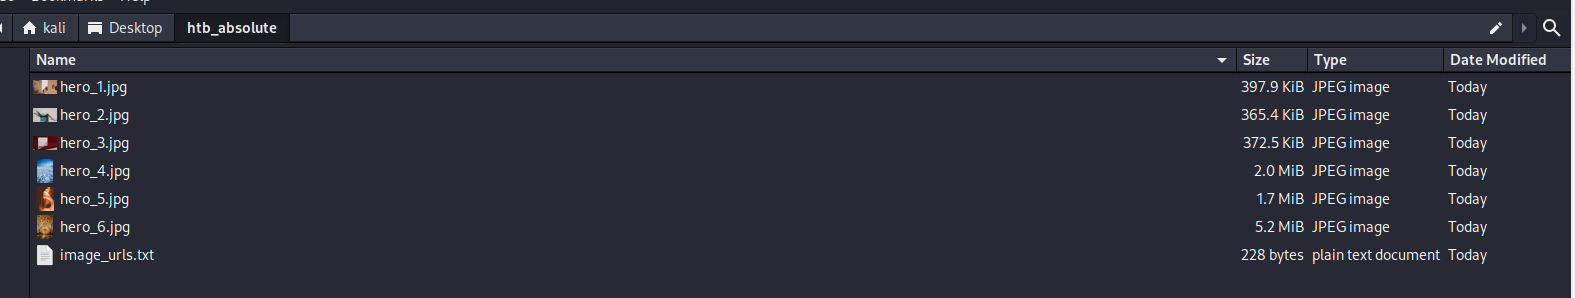 kali Desktop htb_absolute
Name Size Type Date Modified
hero_1.jpg 397.9 KiB JPEG image Today
hero_2.jpg 365.4 KiB JPEG image Today
hero_3.jpg 372.5 KiB JPEG image Today
hero_4.jpg 2.0 MiB JPEG image Today
hero_5.jpg 1.7 MiB JPEG image Today
hero_6.jpg 5.2 MiB JPEG image Today
image_urls.txt 228 bytes plain text document Today